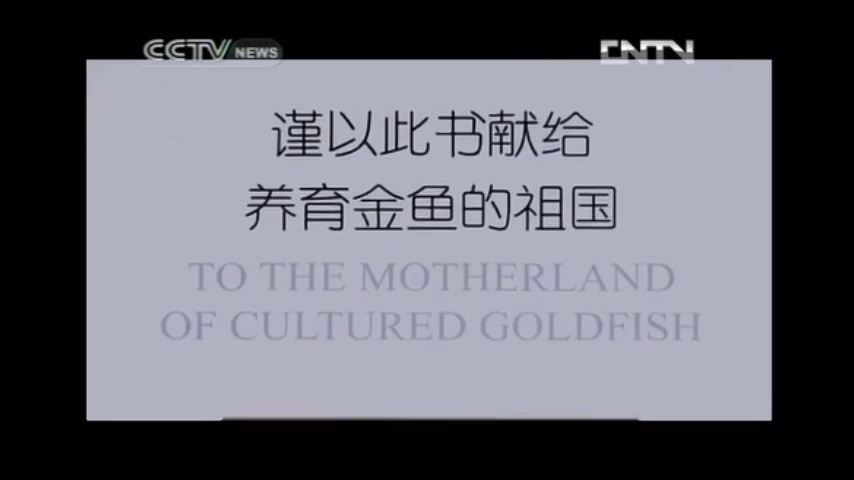 CCTV NEWS
CNTV
谨以此书献给
养育金鱼的祖国
TO THE MOTHERLAND
OF CULTURED GOLDFISH